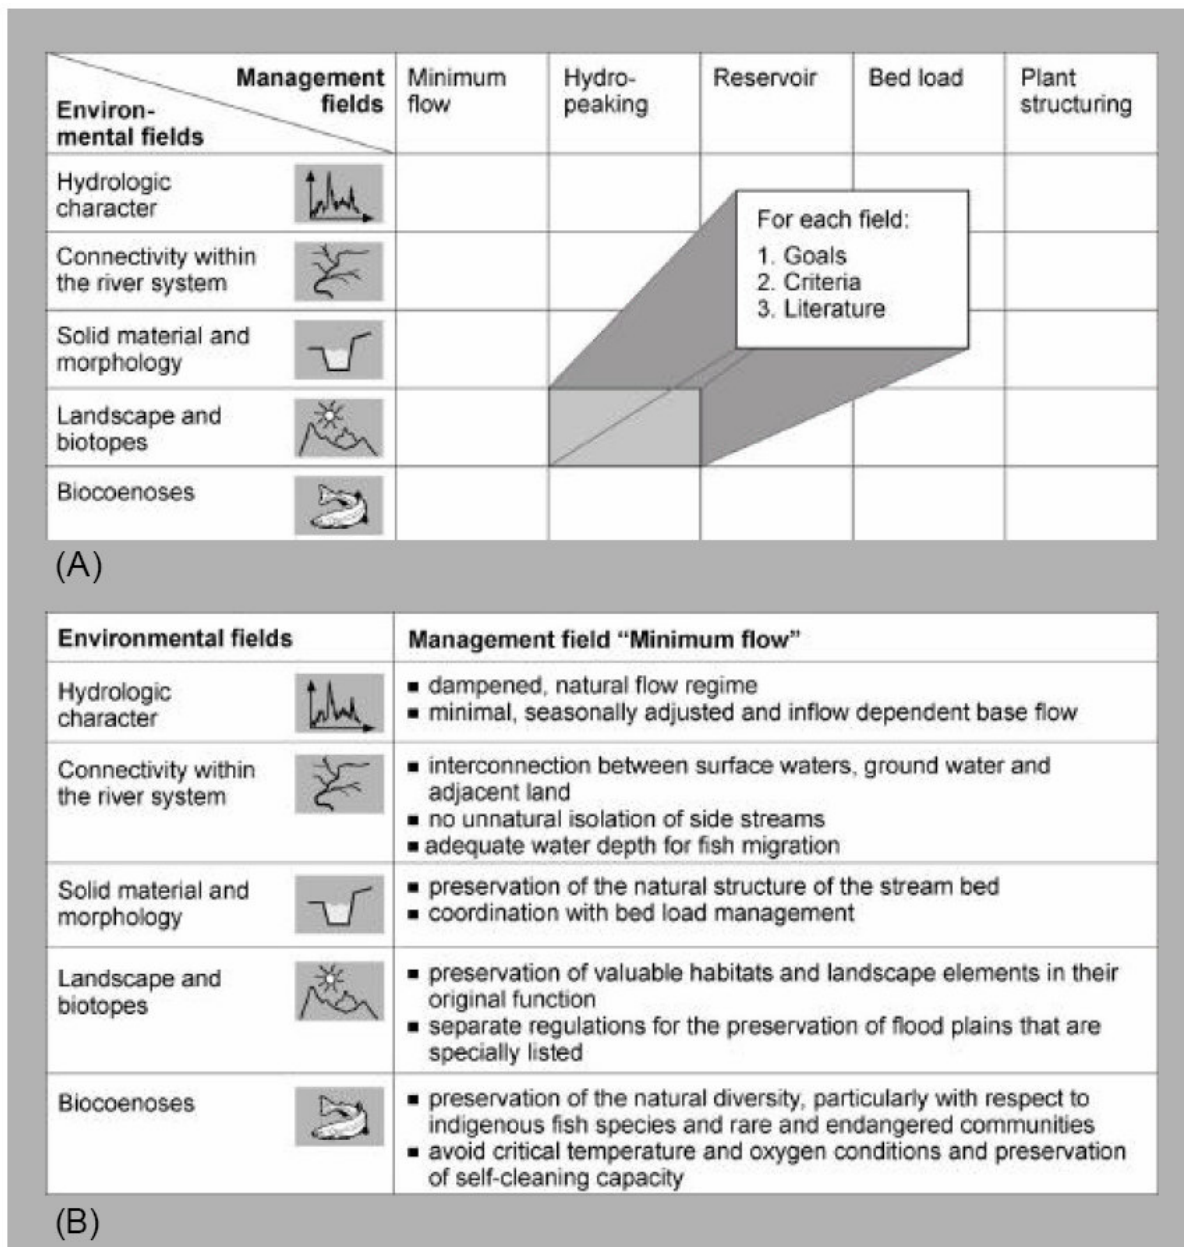 Management
fields
Environ-
mental fields
Minimum
flow
Hydro-
peaking
Reservoir
Bed load
Plant
structuring
Hydrologic
character
Connectivity within
the river system
Solid material and
morphology
Landscape and
biotopes
Biocoenoses
For each field:
1. Goals
2. Criteria
3. Literature
(A)
Environmental fields
Management field “Minimum flow”
Hydrologic
character
■ dampened, natural flow regime
■ minimal, seasonally adjusted and inflow dependent base flow
Connectivity within
the river system
■ interconnection between surface waters, ground water and
adjacent land
■ no unnatural isolation of side streams
■ adequate water depth for fish migration
Solid material and
morphology
■ preservation of the natural structure of the stream bed
■ coordination with bed load management
Landscape and
biotopes
■ preservation of valuable habitats and landscape elements in their
original function
■ separate regulations for the preservation of flood plains that are
specially listed
Biocoenoses
■ preservation of the natural diversity, particularly with respect to
indigenous fish species and rare and endangered communities
■ avoid critical temperature and oxygen conditions and preservation
of self-cleaning capacity
(B)